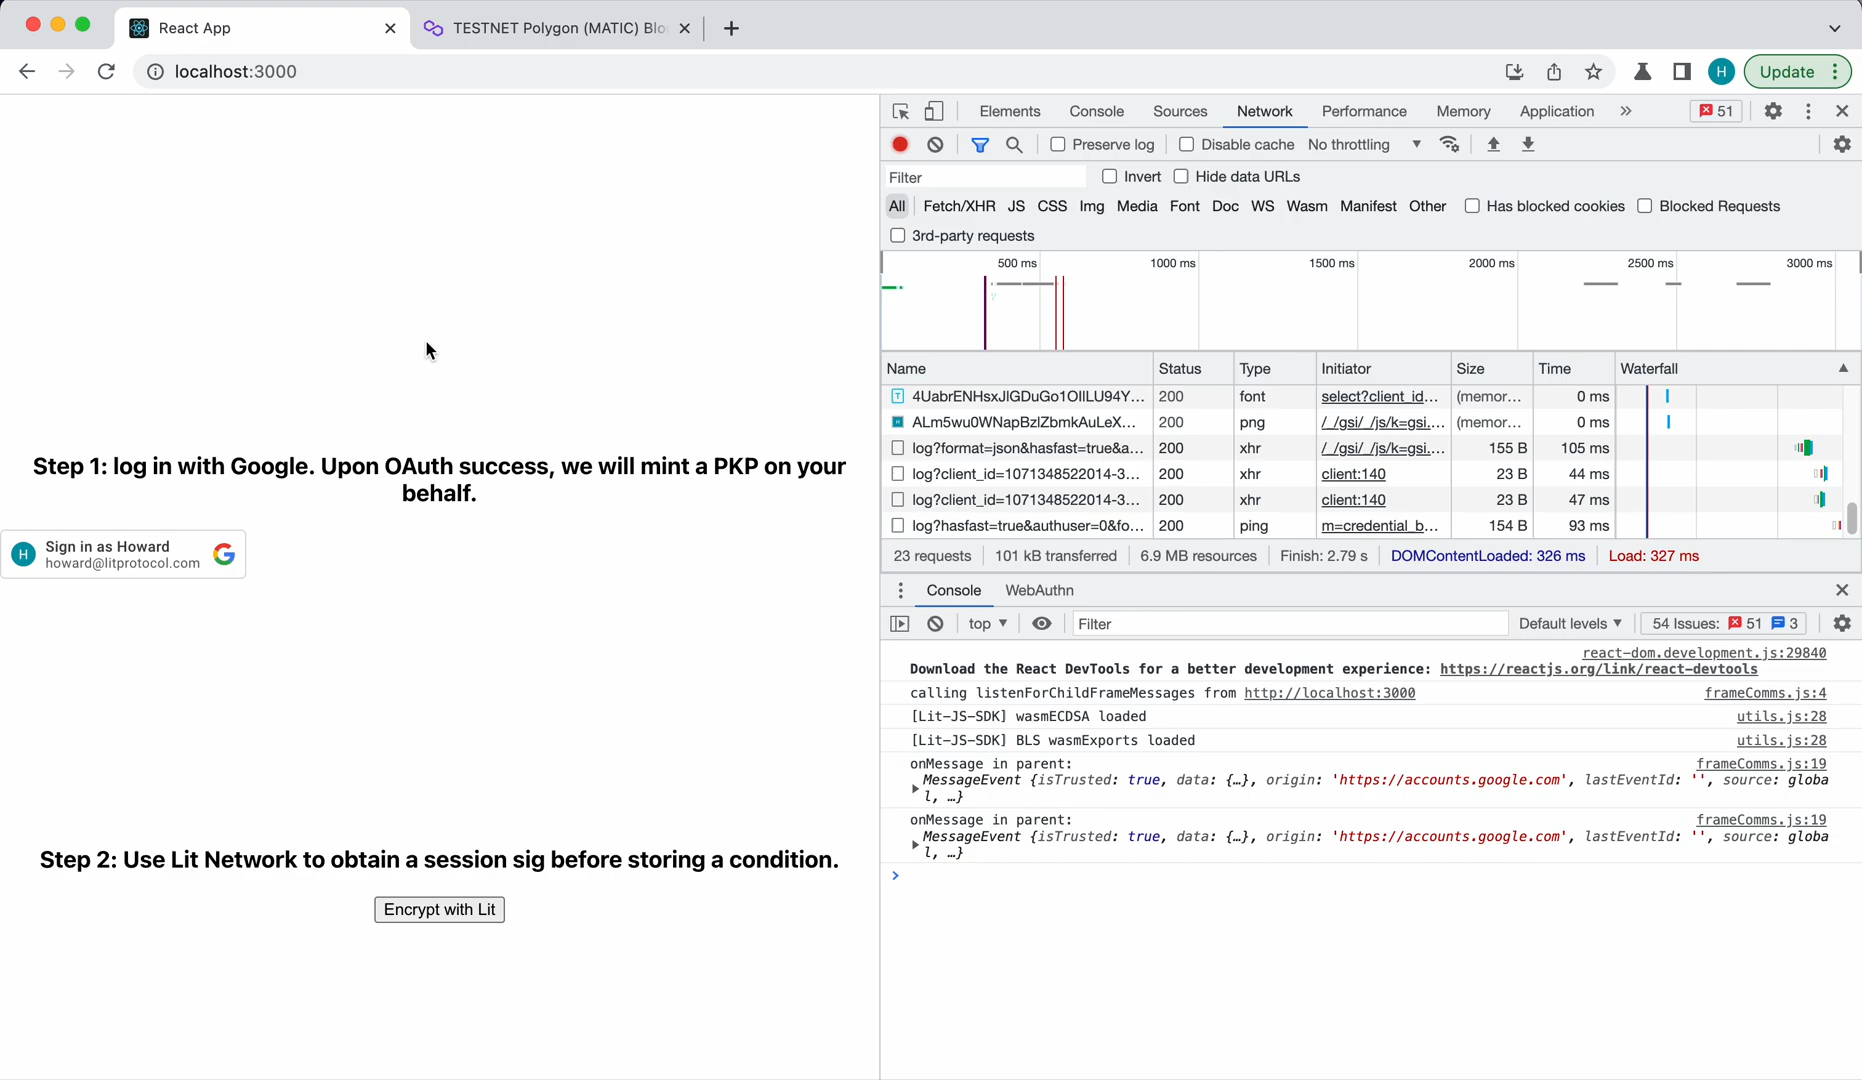 React App
TESTNET Polygon (MATIC) Blo
localhost:3000
H
Update
Elements Console Sources Network Performance Memory Application » 51
Preserve log Disable cache No throttling
Filter Invert Hide data URLs
All Fetch/XHR JS CSS Img Media Font Doc WS Wasm Manifest Other Has blocked cookies Blocked Requests
3rd-party requests
500 ms 1000 ms 1500 ms 2000 ms 2500 ms 3000 ms
Name Status Type Initiator Size Time Waterfall
4UabrENHsxJlGDuGo1OIlLU94Y... 200 font select?client_id... (memor... 0 ms
ALm5wu0WNapBzlZbmkAuLeX... 200 png /_/gsi/_/js/k=gsi.... (memor... 0 ms
log?format=json&hasfast=true&a... 200 xhr /_/gsi/_/js/k=gsi.... 155 B 105 ms
log?client_id=1071348522014-3... 200 xhr client:140 23 B 44 ms
log?client_id=1071348522014-3... 200 xhr client:140 23 B 47 ms
log?hasfast=true&authuser=0&fo... 200 ping m=credential_b... 154 B 93 ms
23 requests 101 kB transferred 6.9 MB resources Finish: 2.79 s DOMContentLoaded: 326 ms Load: 327 ms
Console WebAuthn
top Filter Default levels 54 Issues: 51 3
react-dom.development.js:29840
Download the React DevTools for a better development experience: https://reactjs.org/link/react-devtools
calling listenForChildFrameMessages from http://localhost:3000 frameComms.js:4
[Lit-JS-SDK] wasmECDSA loaded utils.js:28
[Lit-JS-SDK] BLS wasmExports loaded utils.js:28
onMessage in parent: frameComms.js:19
MessageEvent {isTrusted: true, data: {…}, origin: 'https://accounts.google.com', lastEventId: '', source: globa
l, …}
onMessage in parent: frameComms.js:19
MessageEvent {isTrusted: true, data: {…}, origin: 'https://accounts.google.com', lastEventId: '', source: globa
l, …}
Step 1: log in with Google. Upon OAuth success, we will mint a PKP on your
behalf.
H
Sign in as Howard
howard@litprotocol.com
Step 2: Use Lit Network to obtain a session sig before storing a condition.
Encrypt with Lit